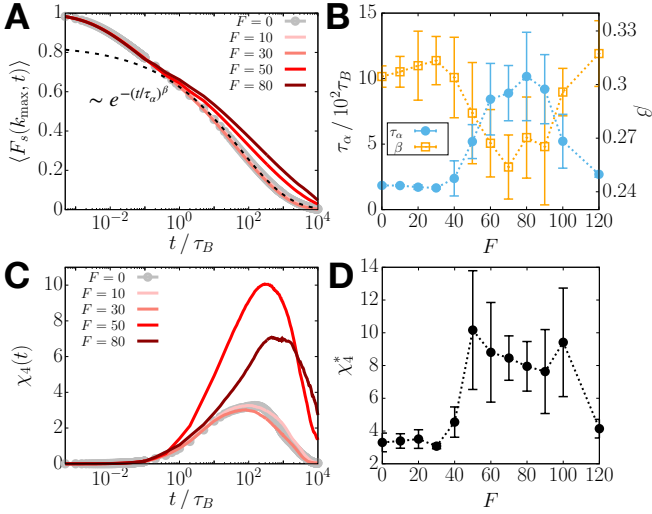 A
⟨F_s(k_max, t)⟩
1
0.8
0.6
0.4
0.2
0
F = 0
F = 10
F = 30
F = 50
F = 80
~ e^{-(t/τ_α)^β}
10^{-2}
10^0
10^2
10^4
t / τ_B
B
τ_α / 10^2 τ_B
15
10
5
0
τ_α
β
0.33
0.3
0.27
0.24
β
0 20 40 60 80 100 120
F
C
χ_4(t)
10
8
6
4
2
0
F = 0
F = 10
F = 30
F = 50
F = 80
10^{-2}
10^0
10^2
10^4
t / τ_B
D
χ_4^*
14
12
10
8
6
4
2
0 20 40 60 80 100 120
F